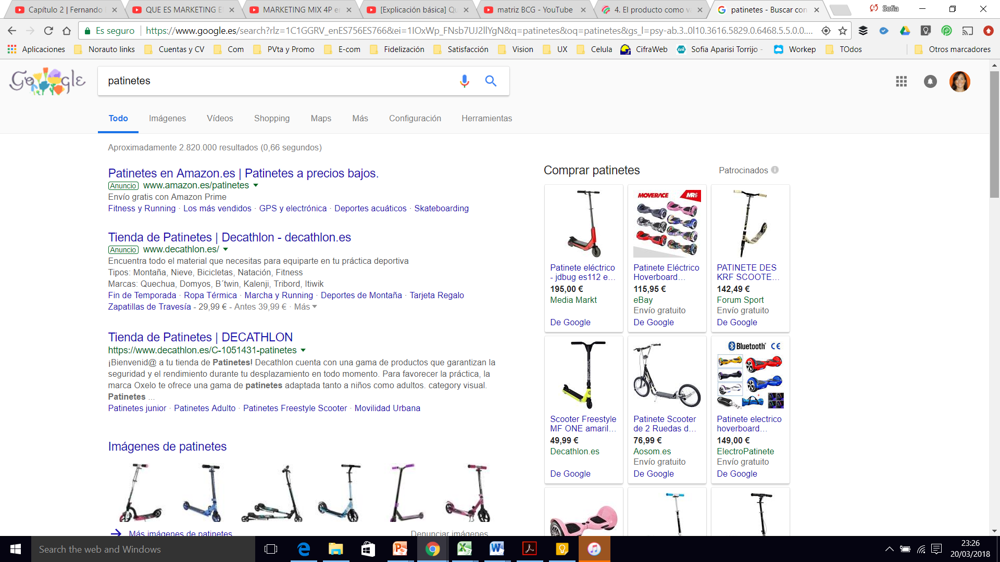 Capítulo 2 | Fernando
QUE ES MARKETING E
MARKETING MIX 4P e
[Explicación básica] Q
matriz BCG - YouTube
4. El producto como v
patinetes - Buscar con
Sofia
Es seguro
https://www.google.es/search?rlz=1C1GGRV_enES756ES766&ei=1IOxWp_FNsb7UJ2llYgN&q=patinetes&oq=patinetes&gs_l=psy-ab.3..0l10.3616.5829.0.6468.5.5.0.0....
Aplicaciones
Norauto links
Cuentas y CV
Com
PVta y Promo
E-com
Fidelización
Satisfacción
Vision
UX
Celula
CifraWeb
Sofia Aparisi Torrijo -
Workep
TOdos
Otros marcadores
Google
patinetes
Todo
Imágenes
Vídeos
Shopping
Maps
Más
Configuración
Herramientas
Aproximadamente 2.820.000 resultados (0,66 segundos)
Patinetes en Amazon.es | Patinetes a precios bajos.
Anuncio www.amazon.es/patinetes
Envío gratis con Amazon Prime
Fitness y Running · Los más vendidos · GPS y electrónica · Deportes acuáticos · Skateboarding
Tienda de Patinetes | Decathlon - decathlon.es
Anuncio www.decathlon.es/
Encuentra todo el material que necesitas para equiparte en tu práctica deportiva
Tipos: Montaña, Nieve, Bicicletas, Natación, Fitness
Marcas: Quechua, Domyos, B´twin, Kalenji, Tribord, Itiwik
Fin de Temporada · Ropa Térmica · Marcha y Running · Deportes de Montaña · Tarjeta Regalo
Zapatillas de Travesía - 29,99 € - Antes 39,99 € · Más
Tienda de Patinetes | DECATHLON
https://www.decathlon.es/C-1051431-patinetes
¡Bienvenid@ a tu tienda de Patinetes! Decathlon cuenta con una gama de productos que garantizan la
seguridad y el rendimiento durante tu desplazamiento en todo momento. Para favorecer la práctica, la
marca Oxelo te ofrece una gama de patinetes adaptada tanto a niños como adultos. category visual.
Patinetes ...
Patinetes junior · Patinetes Adulto · Patinetes Freestyle Scooter · Movilidad Urbana
Imágenes de patinetes
Más imágenes de patinetes
Denunciar imágenes
Comprar patinetes
Patrocinados
Patinete eléctrico
- jdbug es112 e...
195,00 €
Media Markt
De Google
MOVERACE MR6
Patinete Eléctrico
Hoverboard...
115,95 €
eBay
Envío gratuito
De Google
PATINETE DES
KRF SCOOTE...
142,49 €
Forum Sport
Envío gratuito
De Google
Scooter Freestyle
MF ONE amaril...
49,99 €
Decathlon.es
De Google
Patinete Scooter
de 2 Ruedas d...
76,99 €
Aosom.es
Envío gratuito
De Google
Bluetooth CE
Patinete electrico
hoverboard...
149,00 €
ElectroPatinete
Envío gratuito
De Google
Search the web and Windows
23:26
20/03/2018